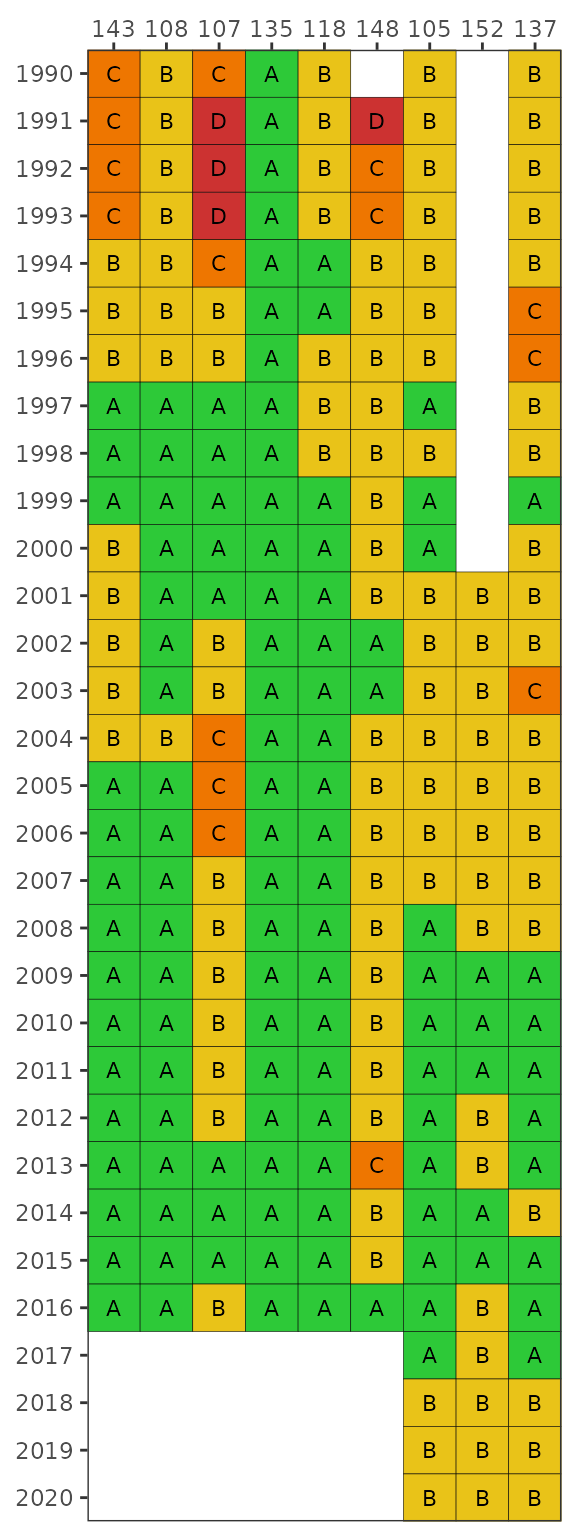 143 108 107 135 118 148 105 152 137
1990 C B C A B B B
1991 C B D A B D B B
1992 C B D A B C B B
1993 C B D A B C B B
1994 B B C A A B B B
1995 B B B A A B B C
1996 B B B A B B B C
1997 A A A A B B A B
1998 A A A A B B B B
1999 A A A A A B A A
2000 B A A A A B A B
2001 B A A A A B B B B
2002 B A B A A A B B B
2003 B A B A A A B B C
2004 B B C A A B B B B
2005 A A C A A B B B B
2006 A A C A A B B B B
2007 A A B A A B B B B
2008 A A B A A B A B B
2009 A A B A A B A A A
2010 A A B A A B A A A
2011 A A B A A B A A A
2012 A A B A A B A B A
2013 A A A A A C A B A
2014 A A A A A B A A B
2015 A A A A A B A A A
2016 A A B A A A A B A
2017 A B A
2018 B B B
2019 B B B
2020 B B B